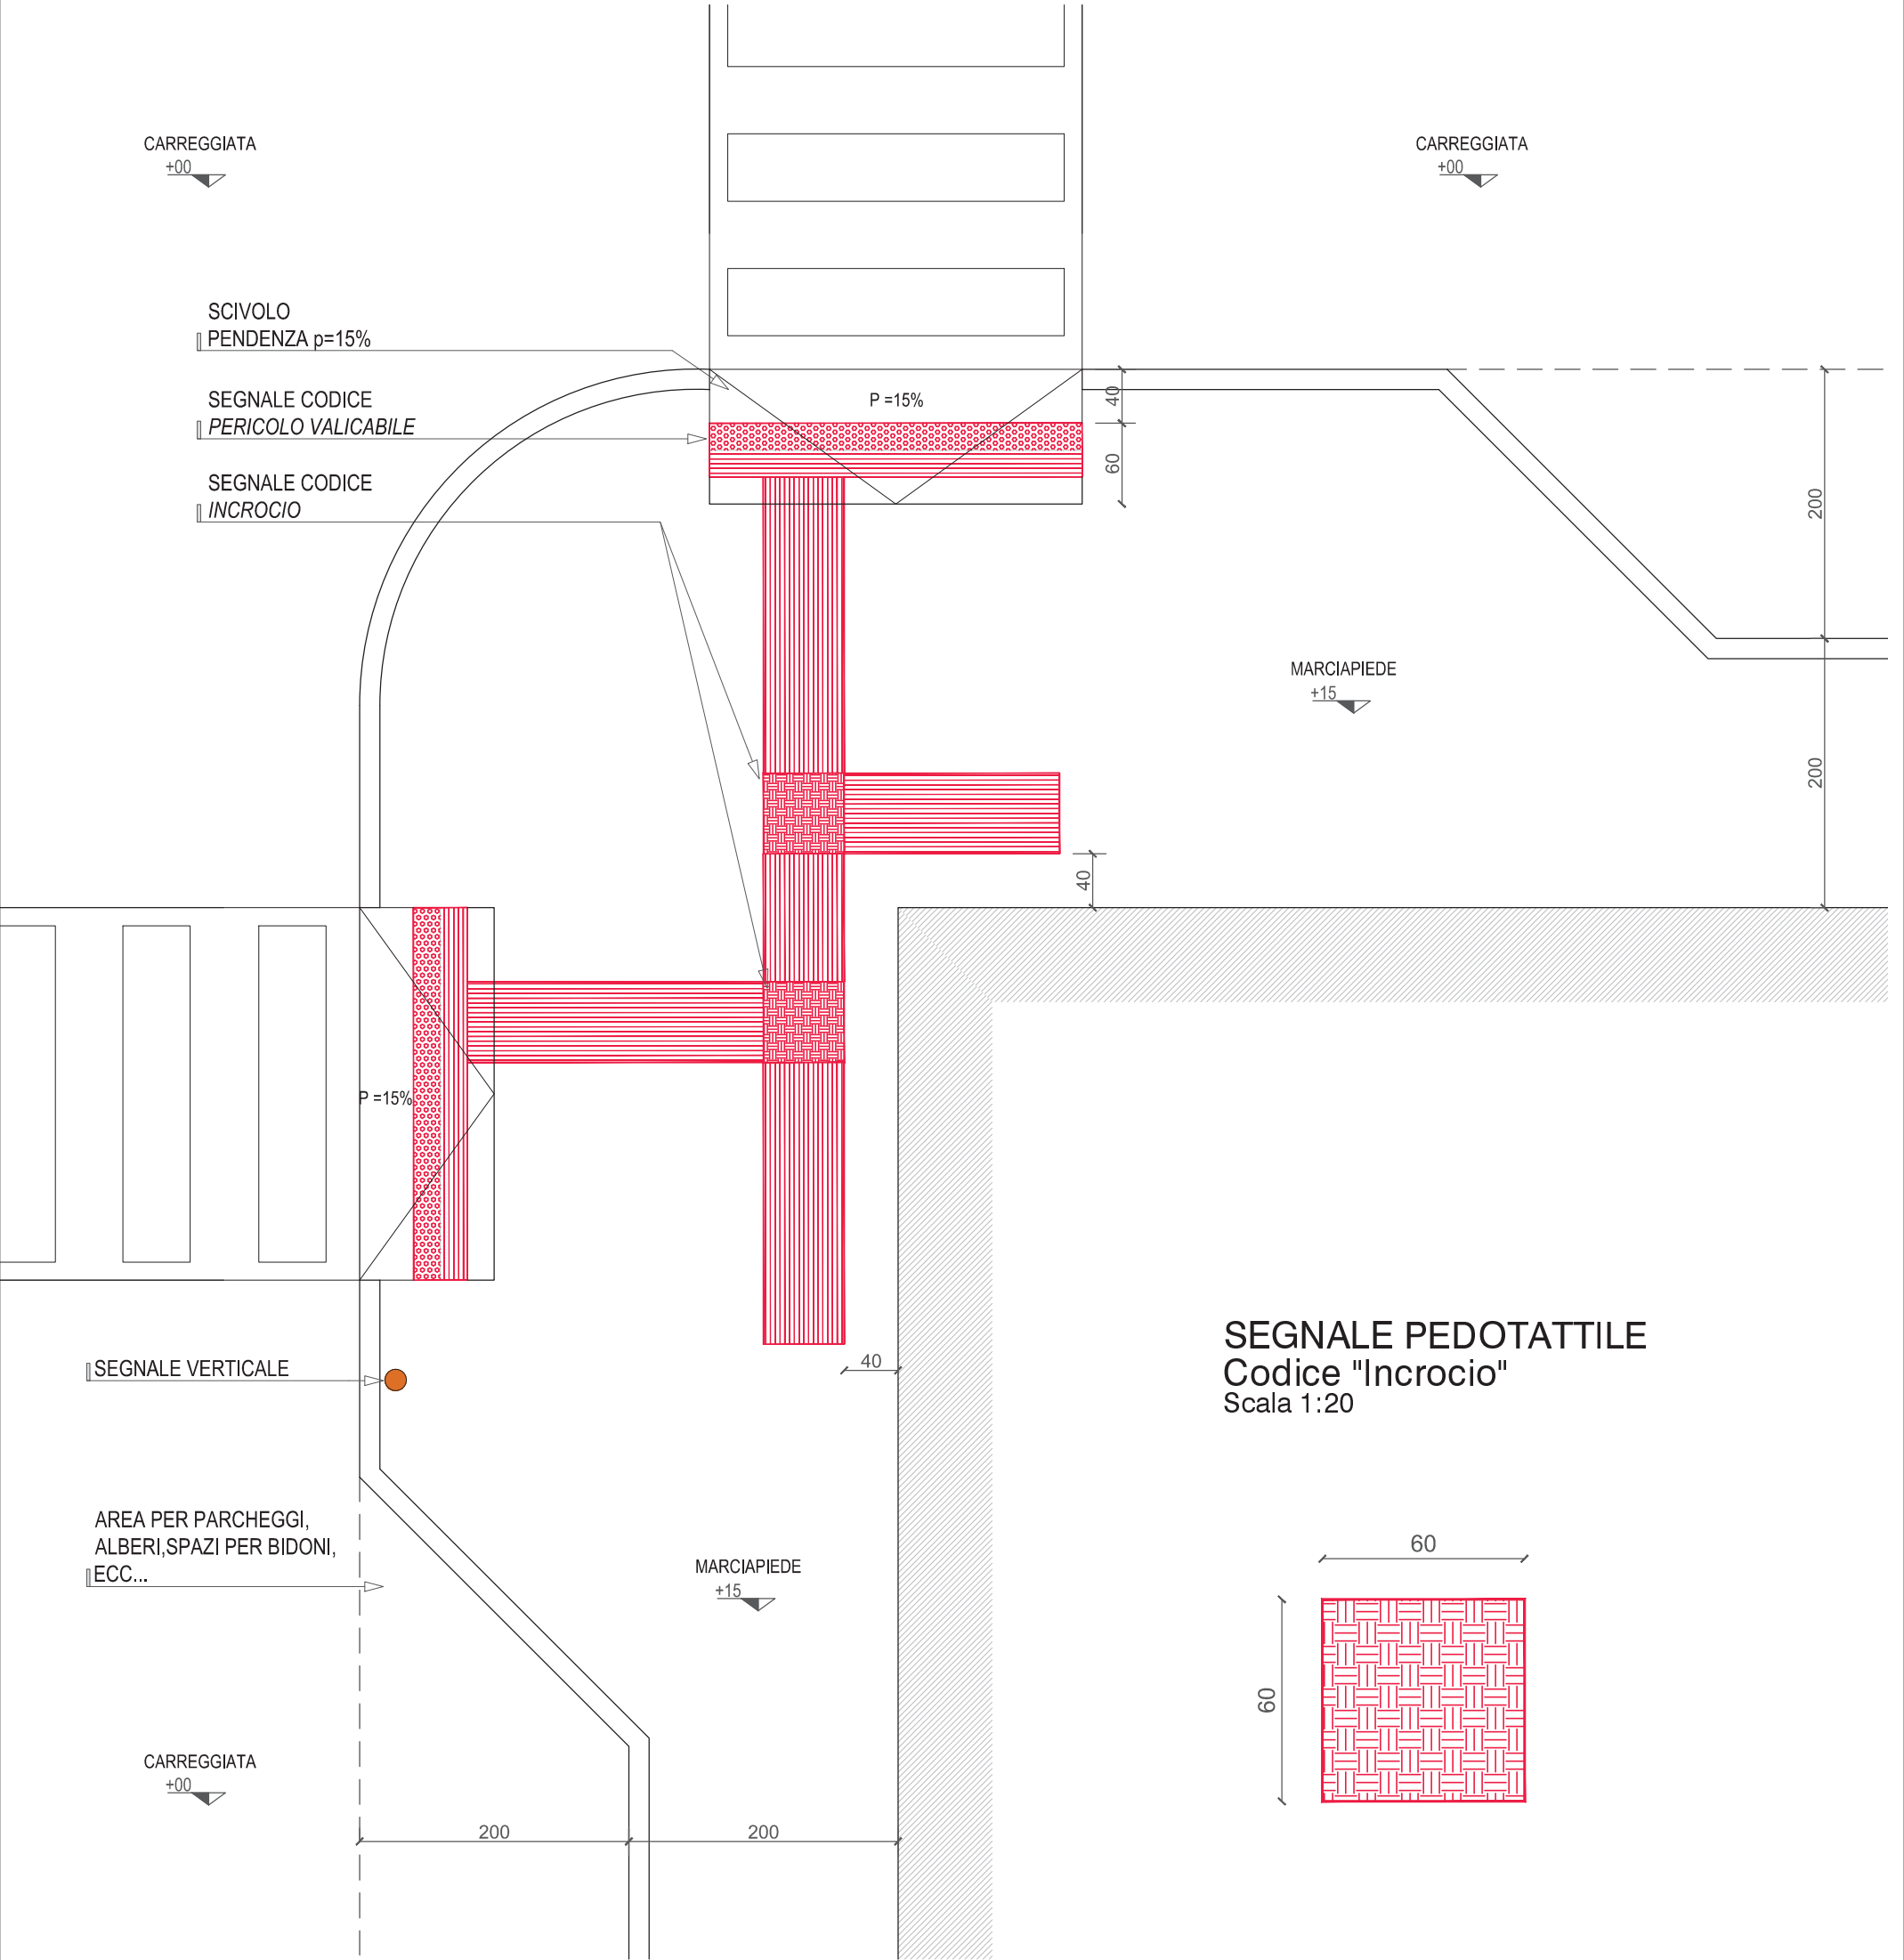 CARREGGIATA
+00
CARREGGIATA
+00
SCIVOLO
PENDENZA p=15%
SEGNALE CODICE
PERICOLO VALICABILE
SEGNALE CODICE
INCROCIO
P =15%
40
60
200
MARCIAPIEDE
+15
200
40
P =15%
SEGNALE VERTICALE
40
SEGNALE PEDOTATTILE
Codice "Incrocio"
Scala 1:20
AREA PER PARCHEGGI,
ALBERI,SPAZI PER BIDONI,
ECC...
MARCIAPIEDE
+15
60
60
CARREGGIATA
+00
200
200